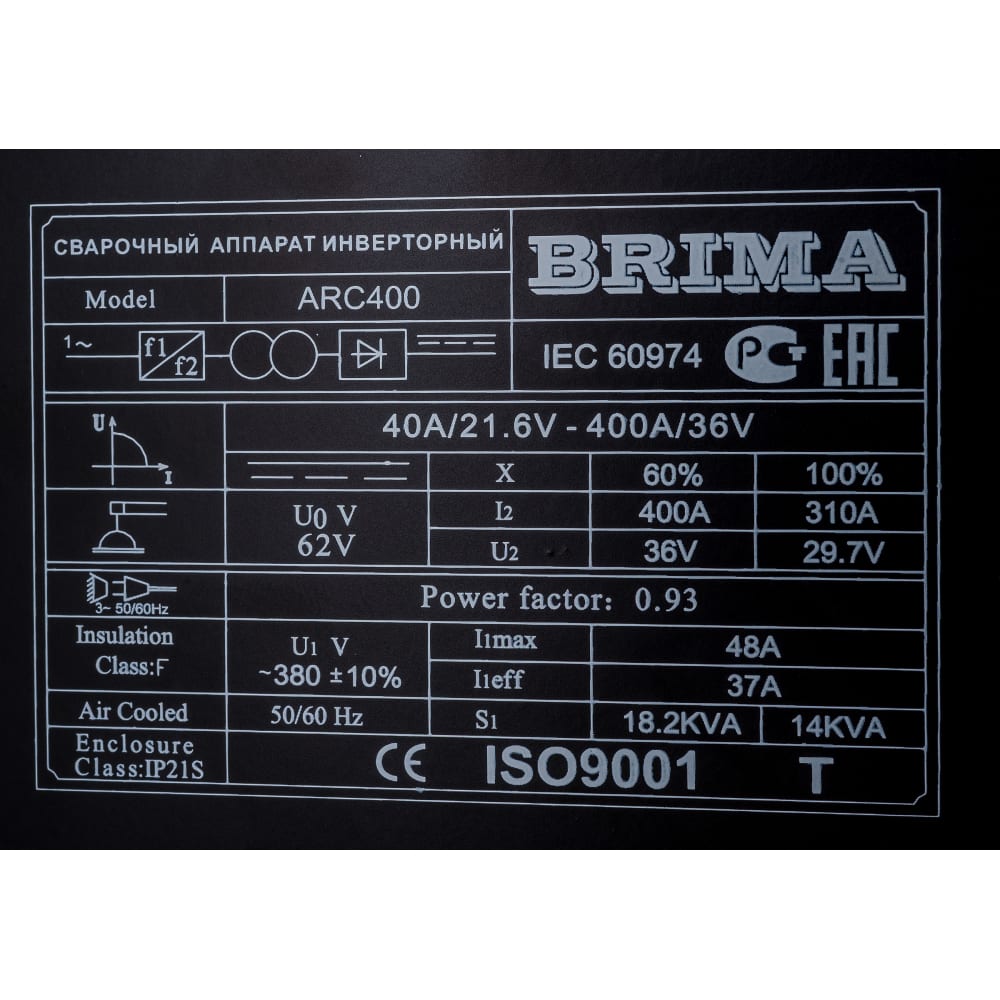 СВАРОЧНЫЙ АППАРАТ ИНВЕРТОРНЫЙ
BRIMA
Model ARC400
1~ f1/f2
IEC 60974 РСТ EAC
U I
40A/21.6V - 400A/36V
X 60% 100%
U0 V
62V
I2 400A 310A
U2 36V 29.7V
3~ 50/60Hz
Power factor: 0.93
Insulation
Class:F
U1 V
~380 ±10%
I1max 48A
I1eff 37A
Air Cooled 50/60 Hz S1 18.2KVA 14KVA
Enclosure
Class:IP21S
CE ISO9001 T